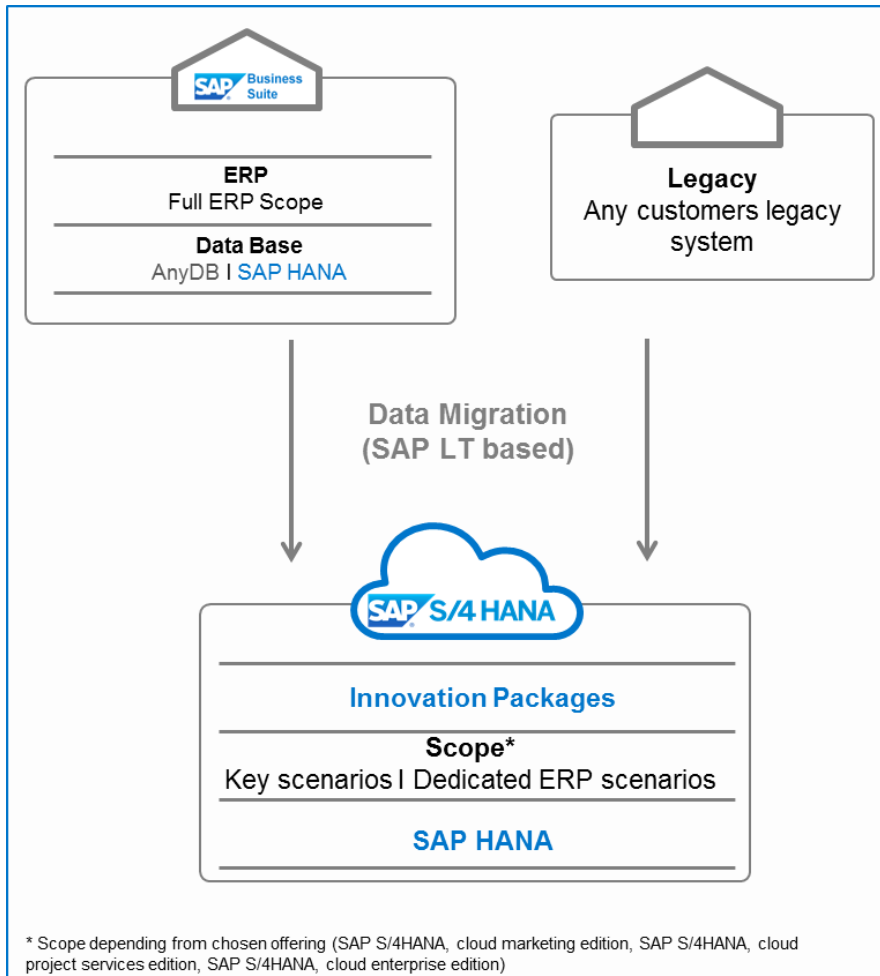 SAP Business
Suite
ERP
Full ERP Scope
Data Base
AnyDB I SAP HANA
Legacy
Any customers legacy
system
Data Migration
(SAP LT based)
SAP S/4 HANA
Innovation Packages
Scope*
Key scenarios I Dedicated ERP scenarios
SAP HANA
* Scope depending from chosen offering (SAP S/4HANA, cloud marketing edition, SAP S/4HANA, cloud
project services edition, SAP S/4HANA, cloud enterprise edition)